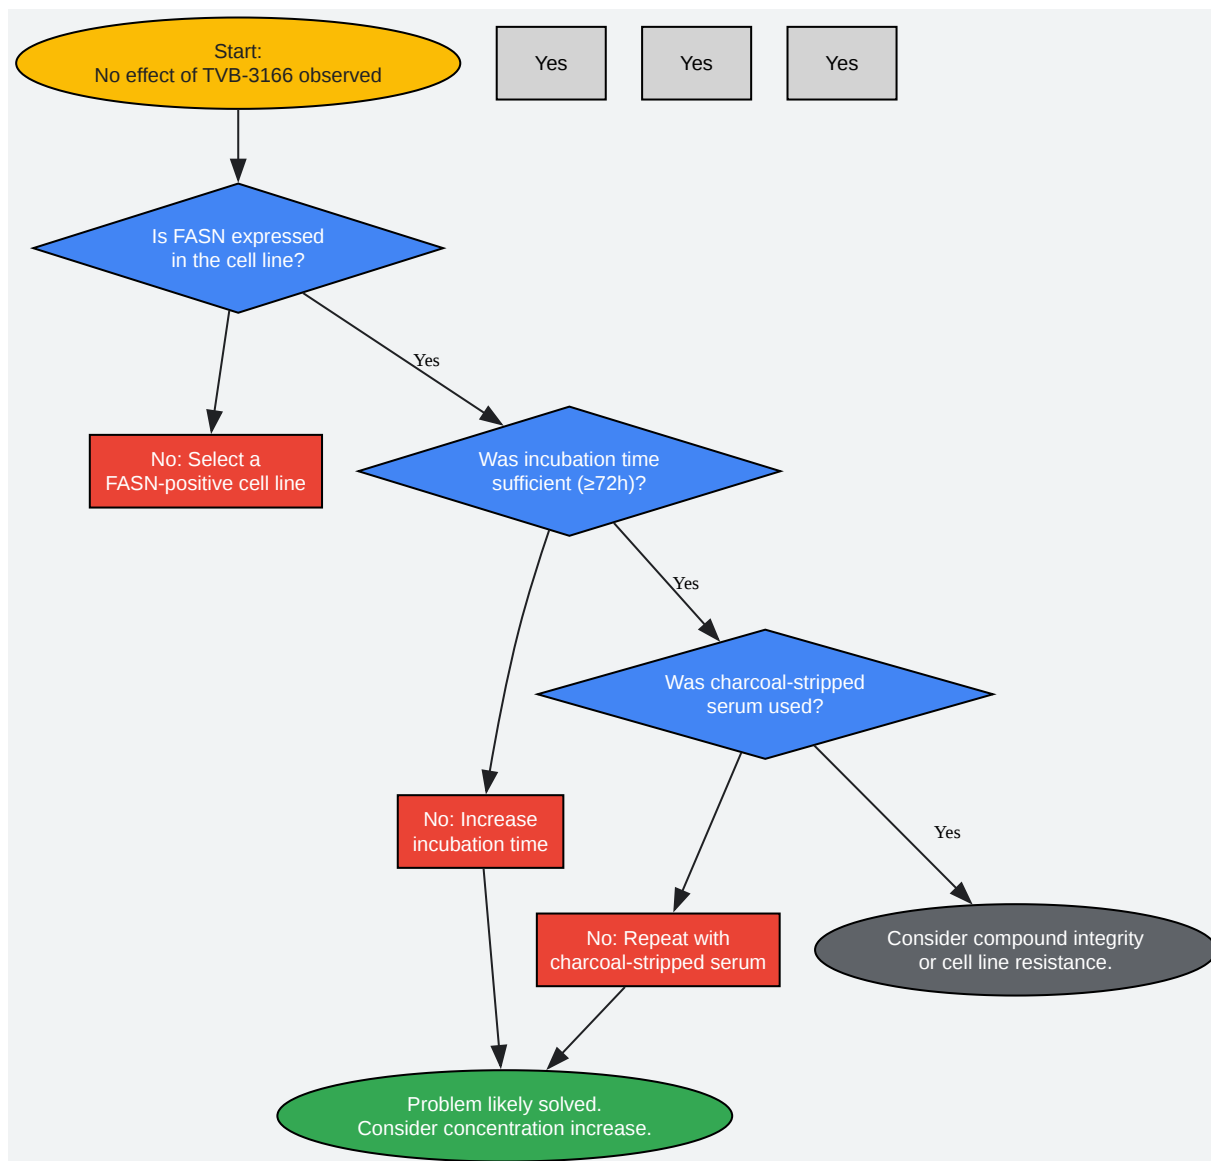 Start:
No effect of TVB-3166 observed
Yes
Yes
Yes
Is FASN expressed
in the cell line?
Yes
No: Select a
FASN-positive cell line
Was incubation time
sufficient (≥72h)?
Yes
Was charcoal-stripped
serum used?
No: Increase
incubation time
Yes
No: Repeat with
charcoal-stripped serum
Consider compound integrity
or cell line resistance.
Problem likely solved.
Consider concentration increase.